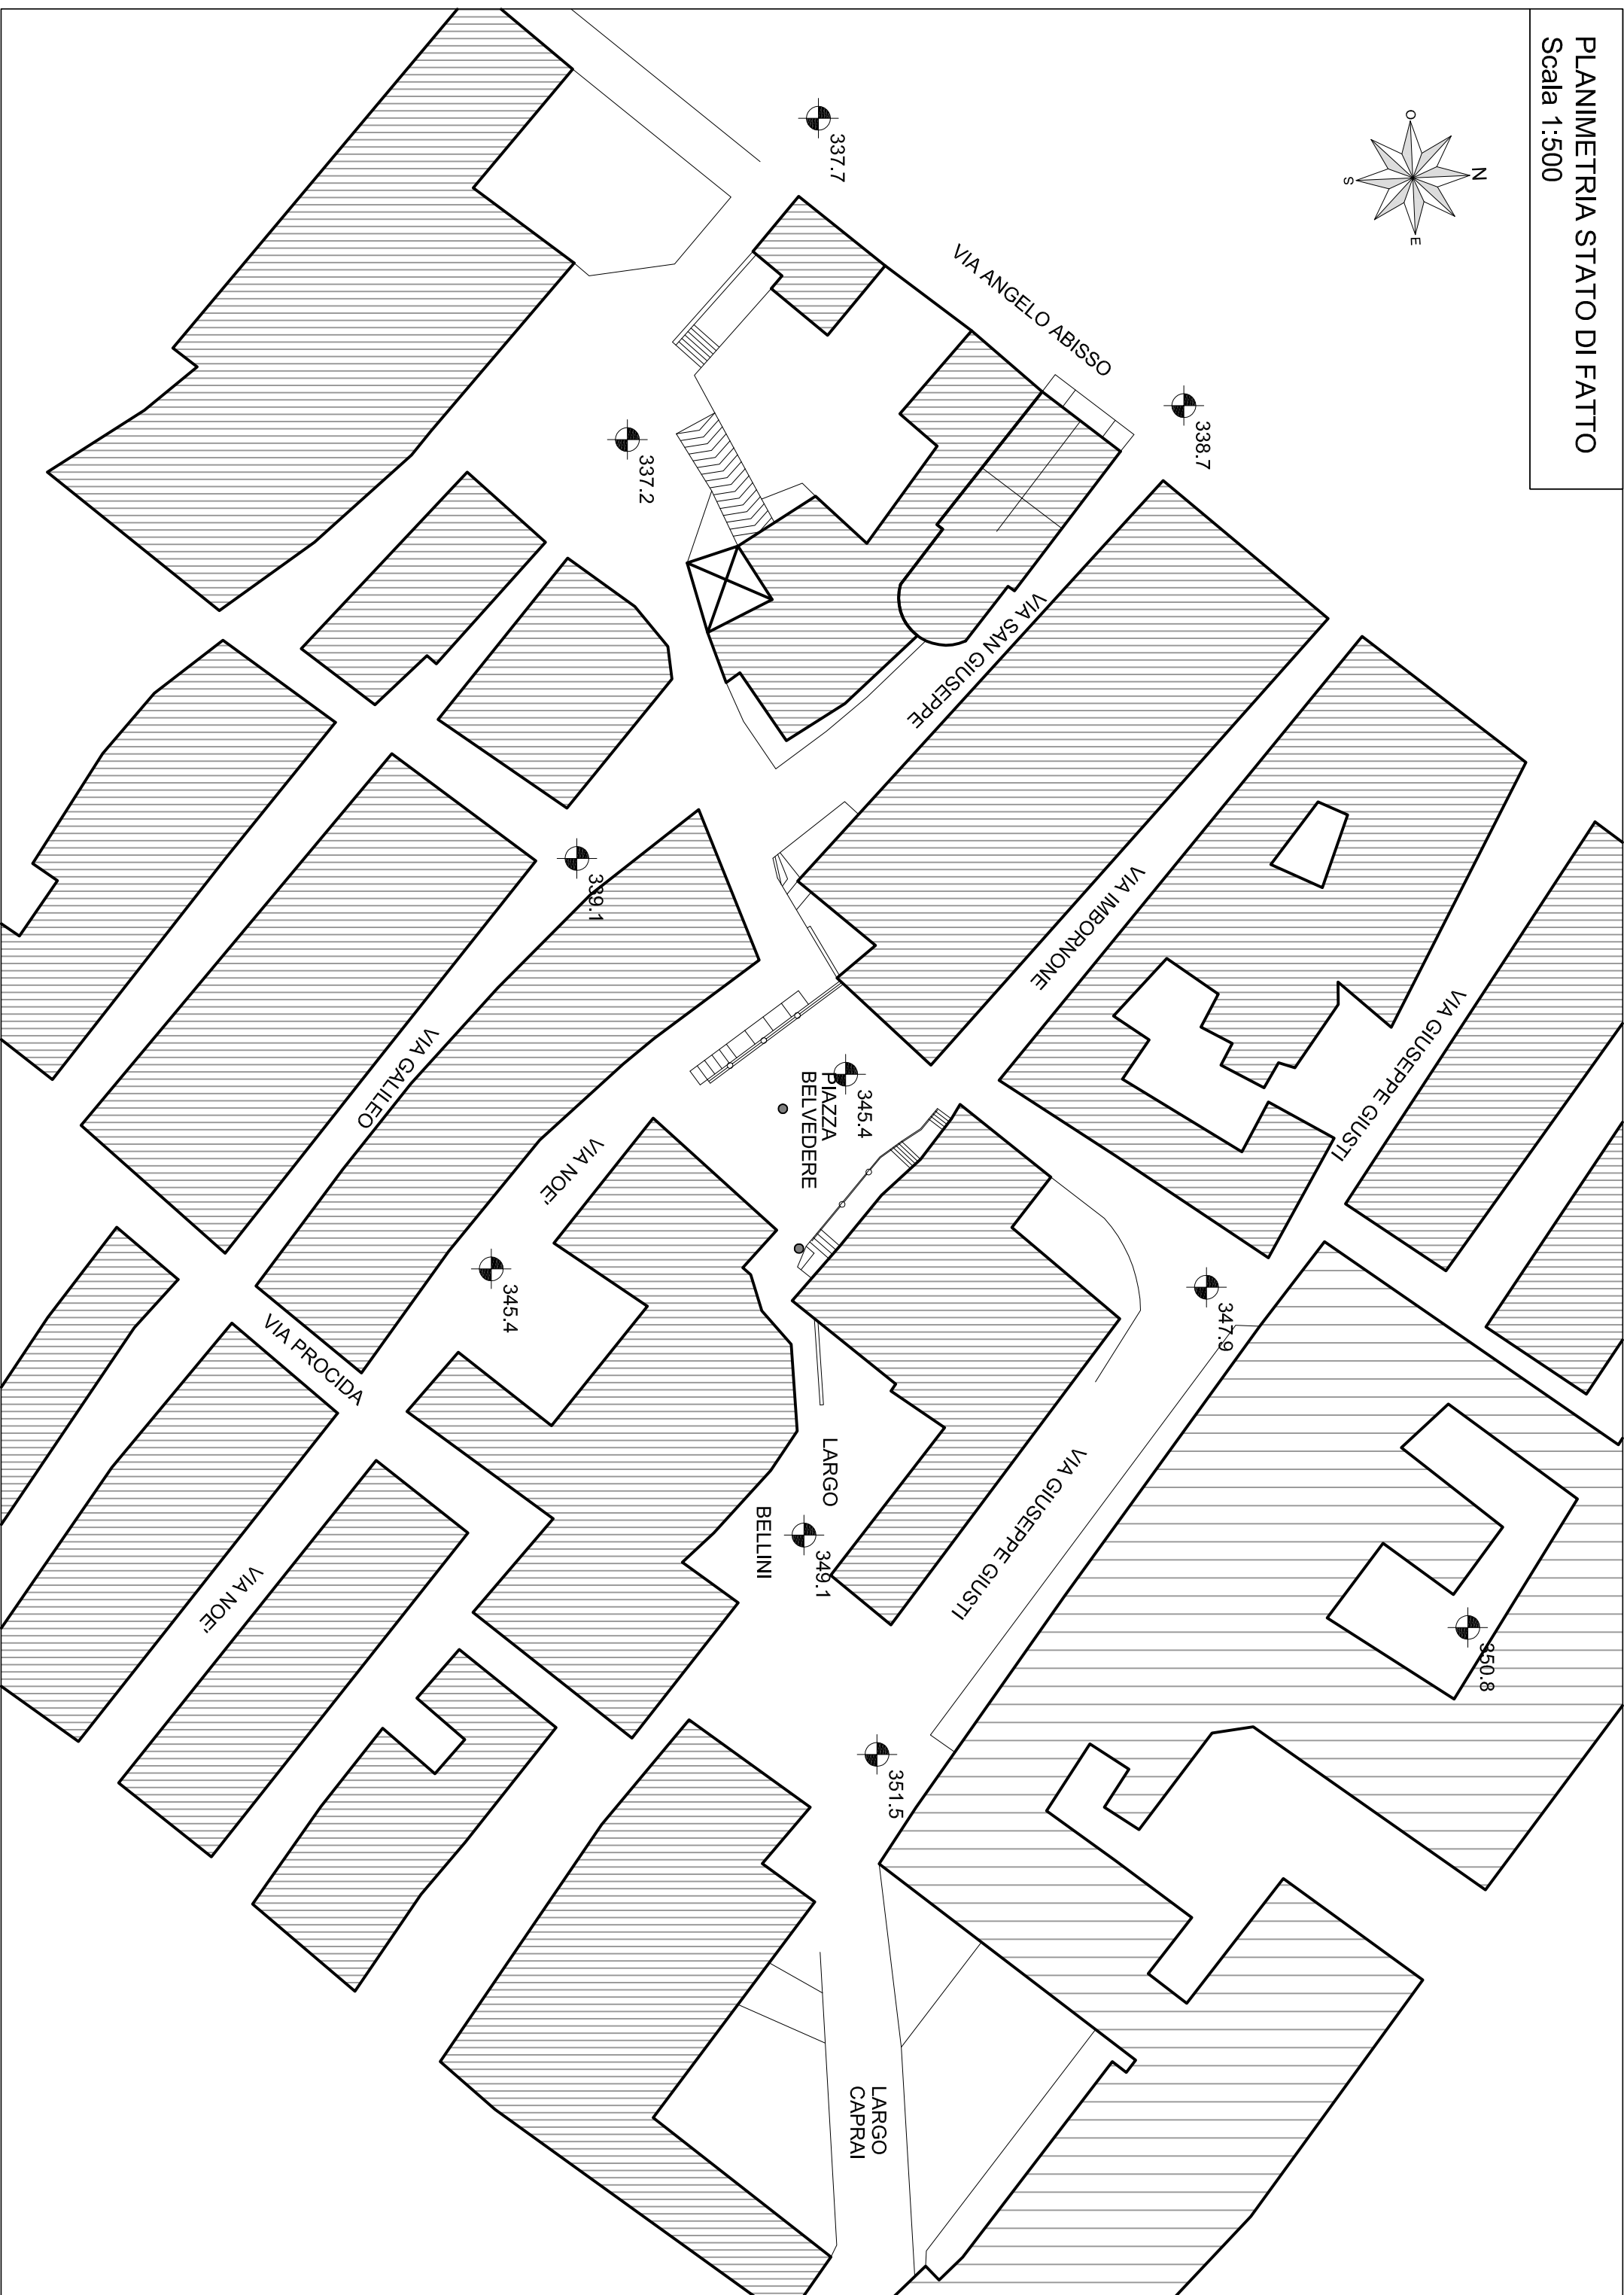 PLANIMETRIA STATO DI FATTO
Scala 1:500
N
O
E
S
337.7
VIA ANGELO ABISSO
338.7
337.2
VIA SAN GIUSEPPE
VIA IMBORNONE
VIA GIUSEPPE GIUSTI
339.1
345.4
PIAZZA
BELVEDERE
VIA GALILEO
VIA NOE'
345.4
347.9
VIA PROCIDA
LARGO
BELLINI
349.1
VIA GIUSEPPE GIUSTI
350.8
VIA NOE'
351.5
LARGO
CAPRAI